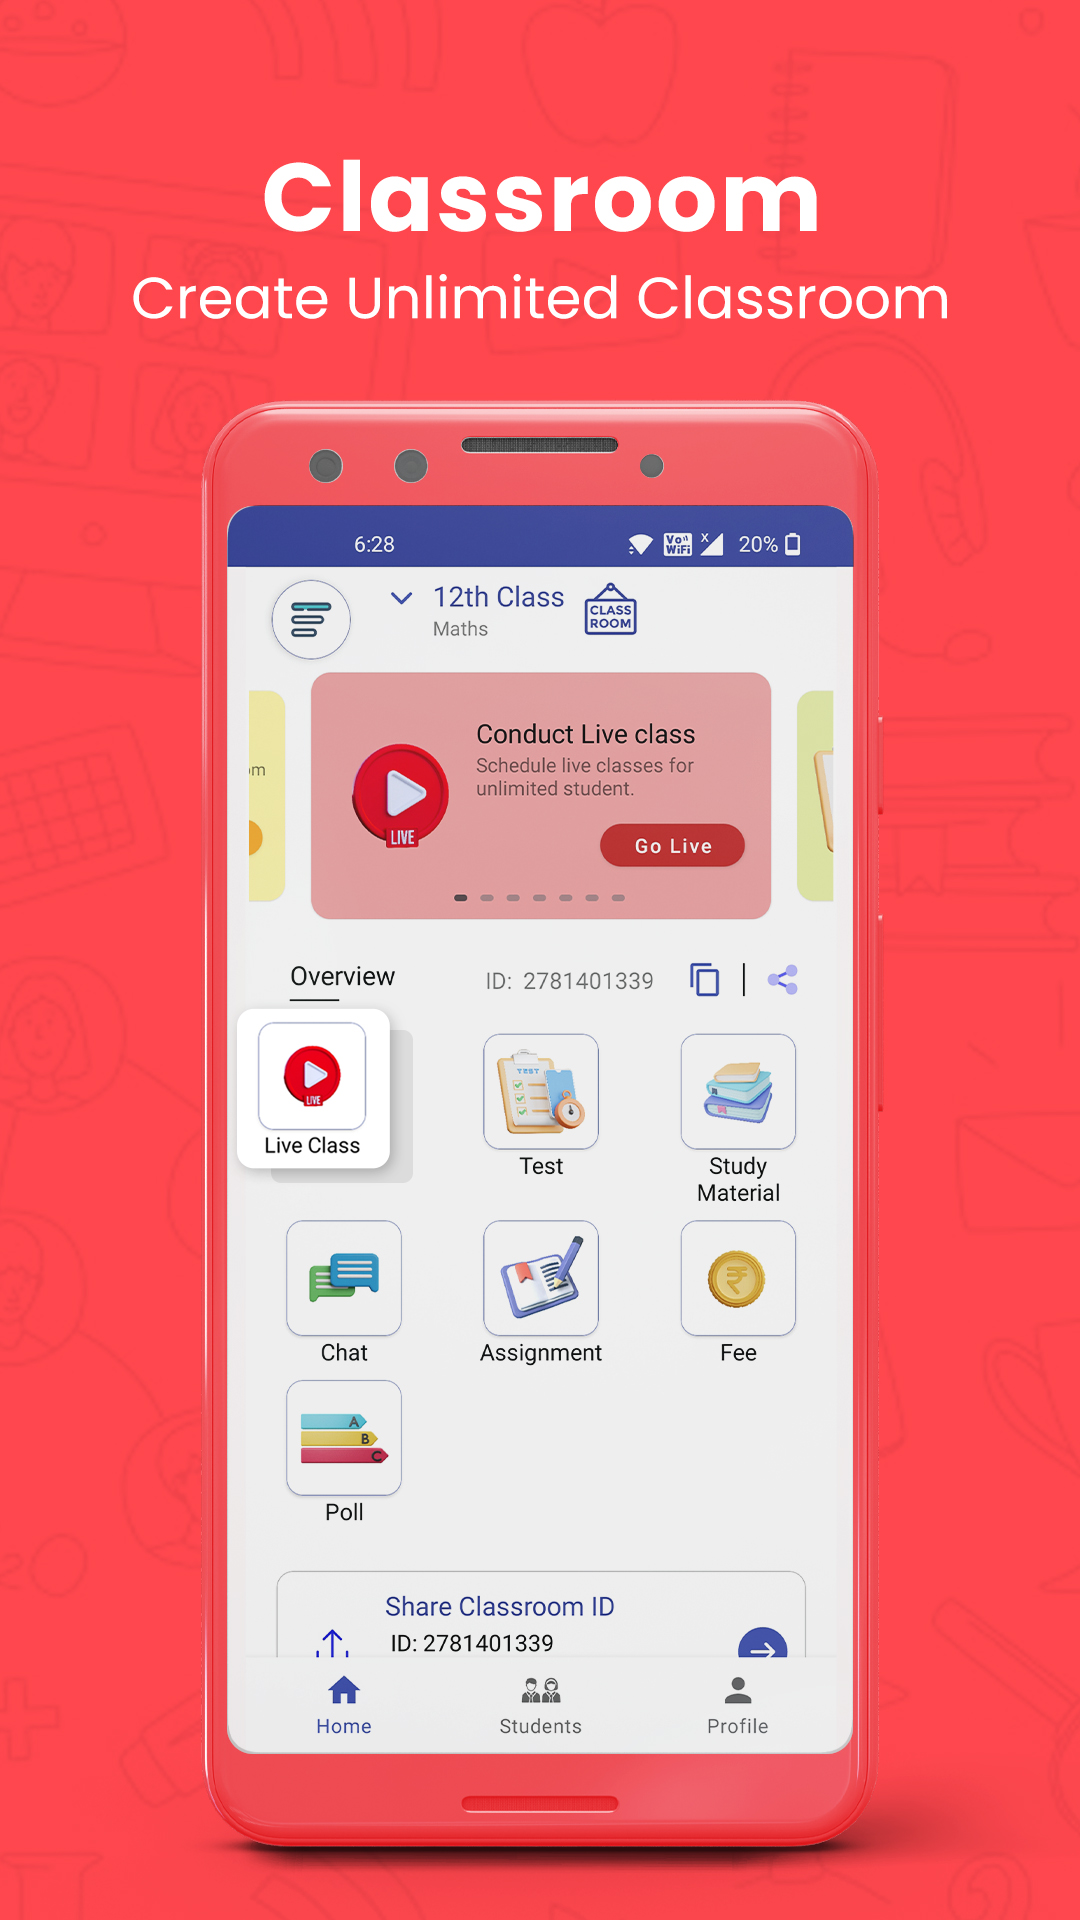 Classroom
Create Unlimited Classroom
6:28
Vo
WiFi
x
20%
12th Class
Maths
CLASS
ROOM
om
Conduct Live class
Schedule live classes for
unlimited student.
LIVE
Go Live
Overview
ID: 2781401339
LIVE
Live Class
TEST
Test
Study
Material
Chat
Assignment
₹
Fee
A
B
C
Poll
Share Classroom ID
ID: 2781401339
Home
Students
Profile